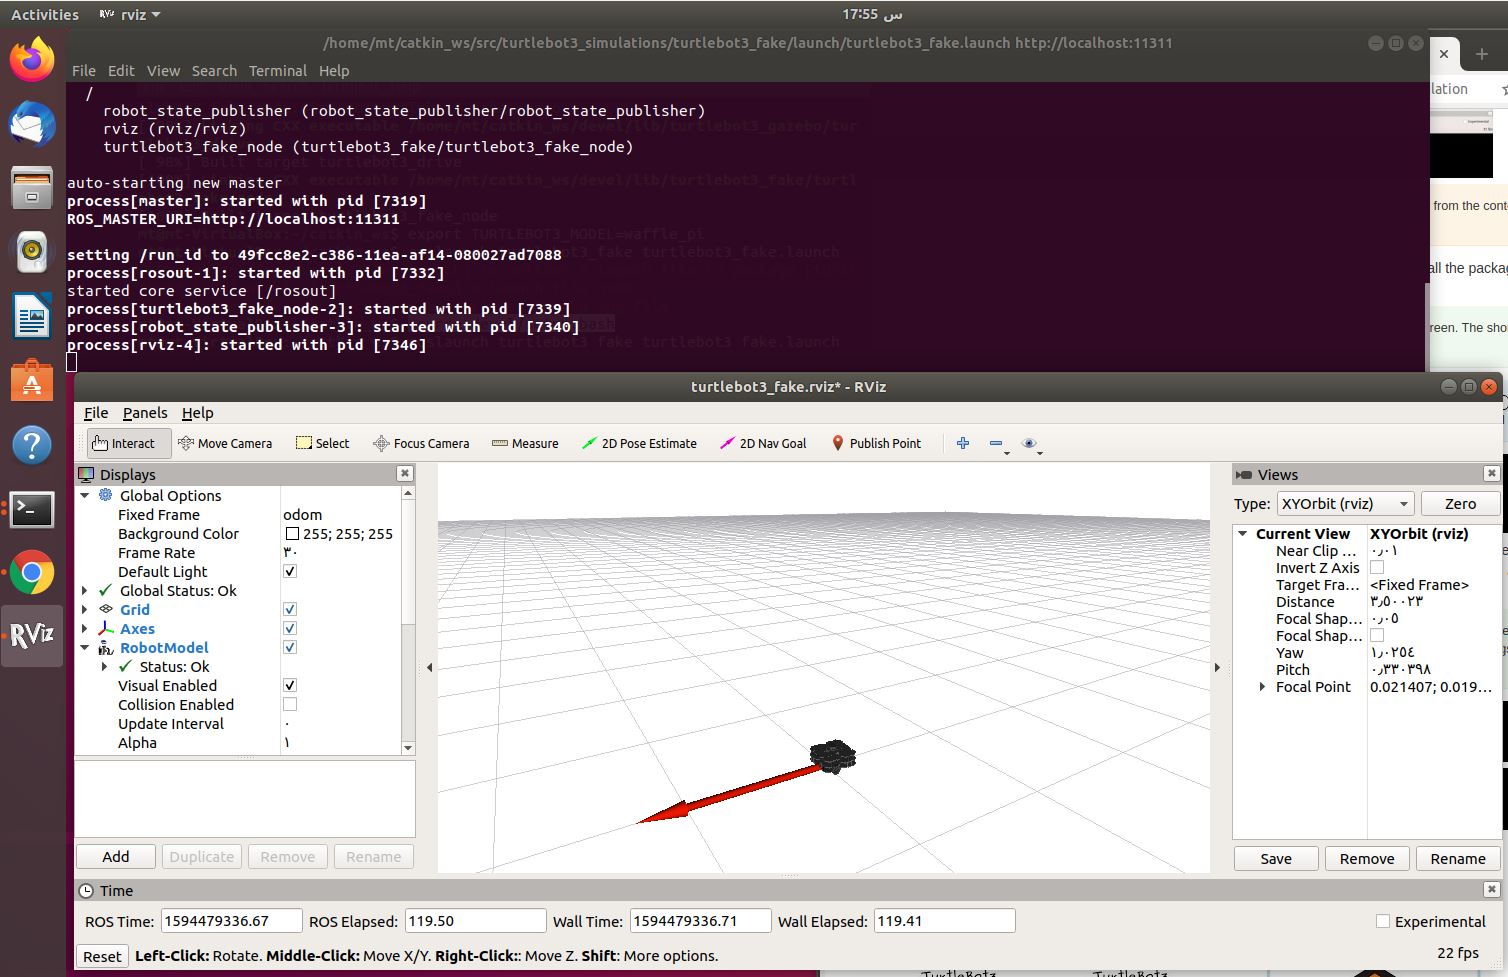 Activities
rviz
17:55 س
/home/mt/catkin_ws/src/turtlebot3_simulations/turtlebot3_fake/launch/turtlebot3_fake.launch http://localhost:11311
File Edit View Search Terminal Help
/
robot_state_publisher (robot_state_publisher/robot_state_publisher)
rviz (rviz/rviz)
turtlebot3_fake_node (turtlebot3_fake/turtlebot3_fake_node)
auto-starting new master
process[master]: started with pid [7319]
ROS_MASTER_URI=http://localhost:11311
setting /run_id to 49fcc8e2-c386-11ea-af14-080027ad7088
process[rosout-1]: started with pid [7332]
started core service [/rosout]
process[turtlebot3_fake_node-2]: started with pid [7339]
process[robot_state_publisher-3]: started with pid [7340]
process[rviz-4]: started with pid [7346]
lation
from the cont
all the packag
reen. The shor
turtlebot3_fake.rviz* - RViz
File Panels Help
Interact Move Camera Select Focus Camera Measure 2D Pose Estimate 2D Nav Goal Publish Point
Displays
Global Options
Fixed Frame odom
Background Color 255; 255; 255
Frame Rate ٣٠
Default Light
Global Status: Ok
Grid
Axes
RobotModel
Status: Ok
Visual Enabled
Collision Enabled
Update Interval ٠
Alpha ١
Add Duplicate Remove Rename
Views
Type: XYOrbit (rviz) Zero
Current View XYOrbit (rviz)
Near Clip ... ٠٫٠١
Invert Z Axis
Target Fra... <Fixed Frame>
Distance ٣٫٥٠٠٢٣
Focal Shap... ٠٫٠٥
Focal Shap...
Yaw ١٫٠٢٥٤
Pitch ٠٫٣٣٠٣٩٨
Focal Point 0.021407; 0.019...
Save Remove Rename
Time
ROS Time: 1594479336.67 ROS Elapsed: 119.50 Wall Time: 1594479336.71 Wall Elapsed: 119.41 Experimental
Reset Left-Click: Rotate. Middle-Click: Move X/Y. Right-Click:: Move Z. Shift: More options. 22 fps
RViz